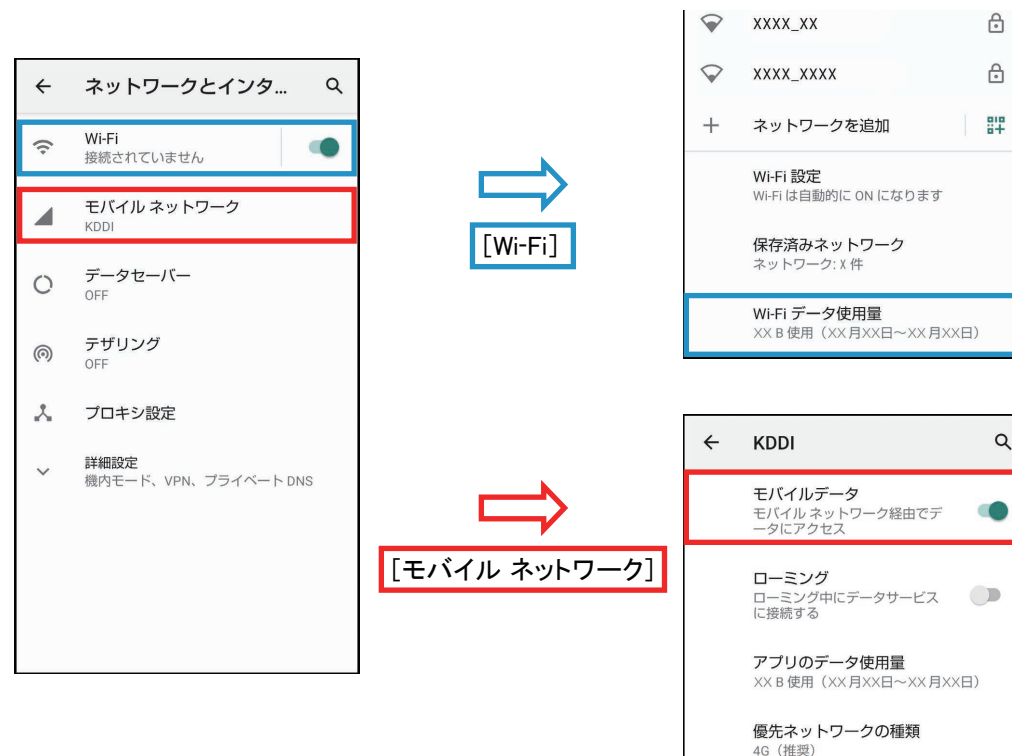 ネットワークとインタ...
Wi-Fi
接続されていません
モバイル ネットワーク
KDDI
データセーバー
OFF
テザリング
OFF
プロキシ設定
詳細設定
機内モード、VPN、プライベート DNS
[Wi-Fi]
[モバイル ネットワーク]
XXXX_XX
XXXX_XXXX
ネットワークを追加
Wi-Fi 設定
Wi-Fi は自動的に ON になります
保存済みネットワーク
ネットワーク: X 件
Wi-Fi データ使用量
XX B 使用（XX月XX日～XX月XX日）
KDDI
モバイルデータ
モバイル ネットワーク経由でデ
ータにアクセス
ローミング
ローミング中にデータサービス
に接続する
アプリのデータ使用量
XX B 使用（XX月XX日～XX月XX日）
優先ネットワークの種類
4G（推奨）